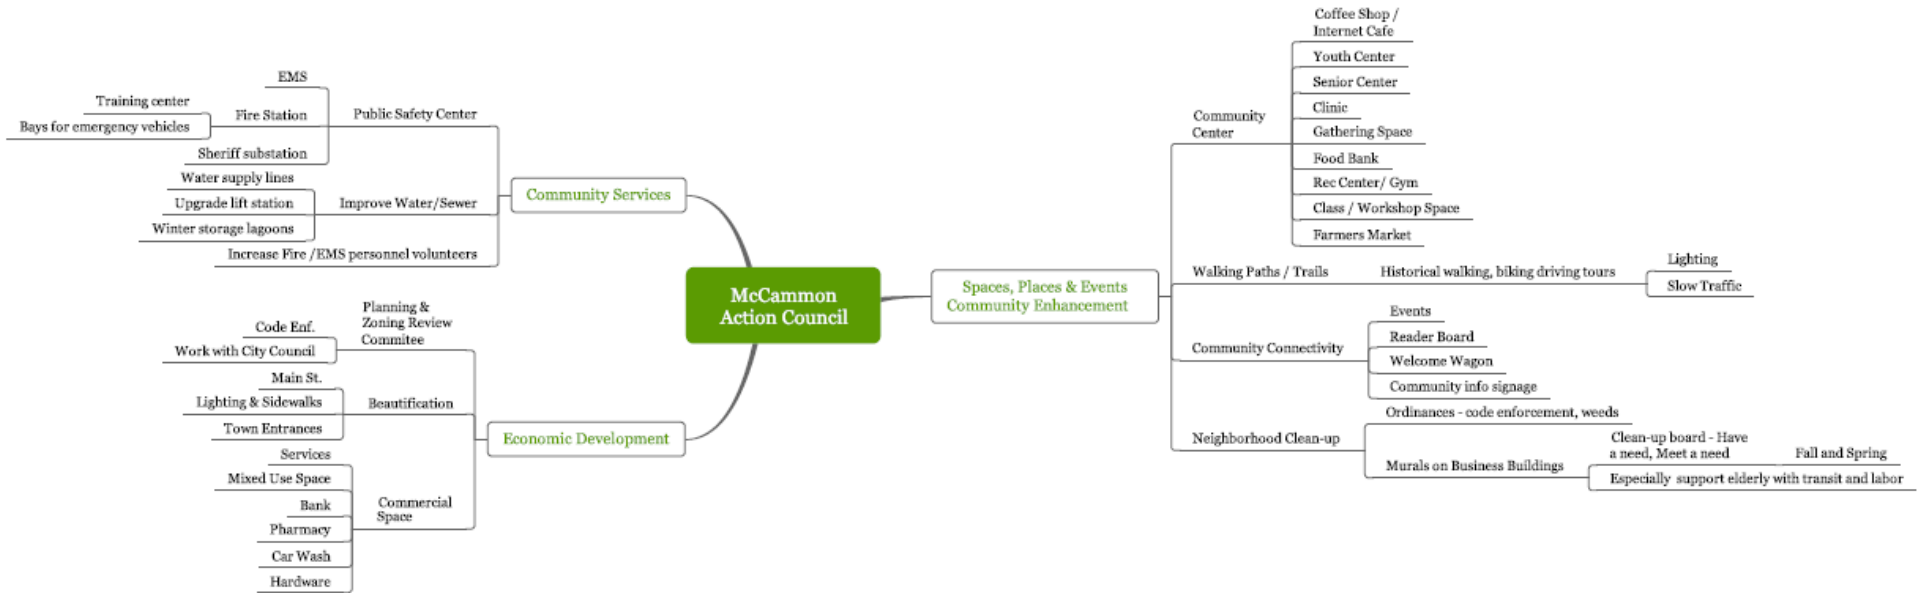 McCammon
Action Council
Community Services
Public Safety Center
EMS
Fire Station
Training center
Bays for emergency vehicles
Sheriff substation
Improve Water/Sewer
Water supply lines
Upgrade lift station
Winter storage lagoons
Increase Fire /EMS personnel volunteers
Economic Development
Planning &
Zoning Review
Commitee
Code Enf.
Work with City Council
Beautification
Main St.
Lighting & Sidewalks
Town Entrances
Commercial
Space
Services
Mixed Use Space
Bank
Pharmacy
Car Wash
Hardware
Spaces, Places & Events
Community Enhancement
Community
Center
Coffee Shop /
Internet Cafe
Youth Center
Senior Center
Clinic
Gathering Space
Food Bank
Rec Center/ Gym
Class / Workshop Space
Farmers Market
Walking Paths / Trails
Historical walking, biking driving tours
Lighting
Slow Traffic
Community Connectivity
Events
Reader Board
Welcome Wagon
Community info signage
Neighborhood Clean-up
Ordinances - code enforcement, weeds
Murals on Business Buildings
Clean-up board - Have
a need, Meet a need
Fall and Spring
Especially support elderly with transit and labor